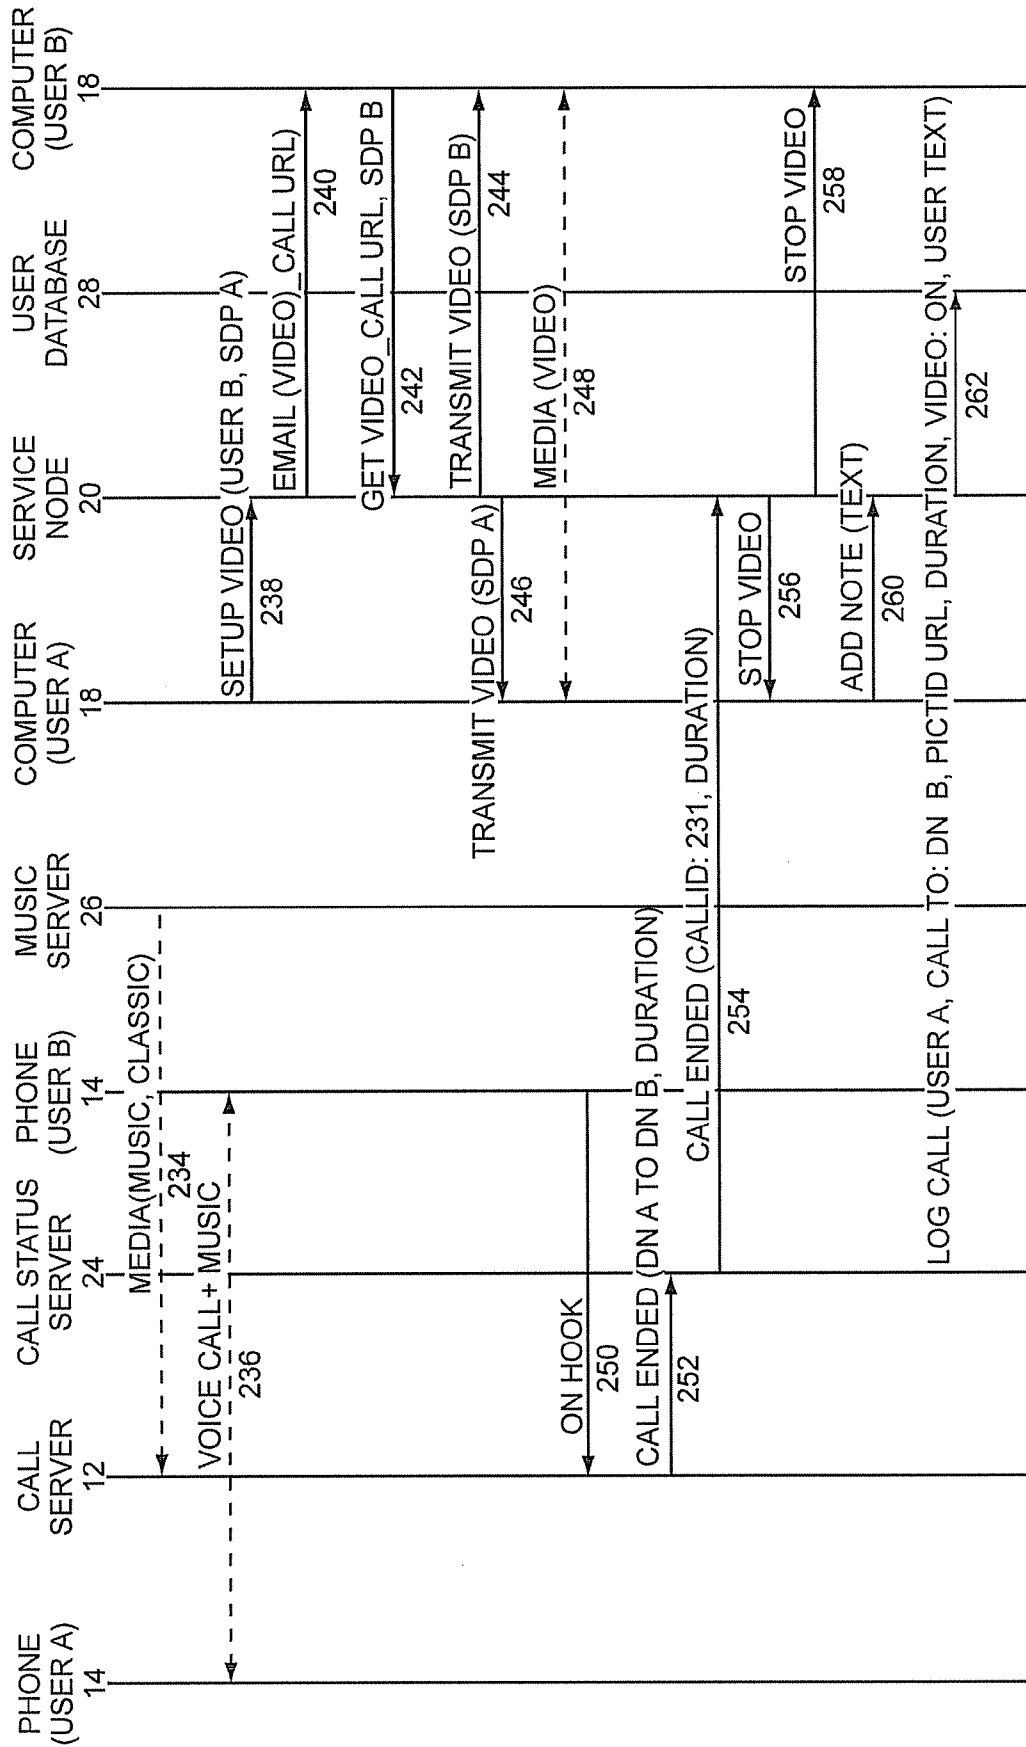 PHONE
(USER A)
14
CALL
SERVER
12
CALL STATUS
SERVER
24
PHONE
(USER B)
14
MUSIC
SERVER
26
COMPUTER
(USER A)
18
SERVICE
NODE
20
USER
DATABASE
28
COMPUTER
(USER B)
18
MEDIA(MUSIC, CLASSIC)
234
VOICE CALL+ MUSIC
236
SETUP VIDEO (USER B, SDP A)
238
EMAIL (VIDEO)_CALL URL)
240
GET VIDEO_CALL URL, SDP B
242
TRANSMIT VIDEO (SDP B)
244
TRANSMIT VIDEO (SDP A)
246
MEDIA (VIDEO)
248
ON HOOK
250
CALL ENDED (DN A TO DN B, DURATION)
252
CALL ENDED (CALLID: 231, DURATION)
254
STOP VIDEO
256
STOP VIDEO
258
ADD NOTE (TEXT)
260
LOG CALL (USER A, CALL TO: DN B, PICTID URL, DURATION, VIDEO: ON, USER TEXT)
262